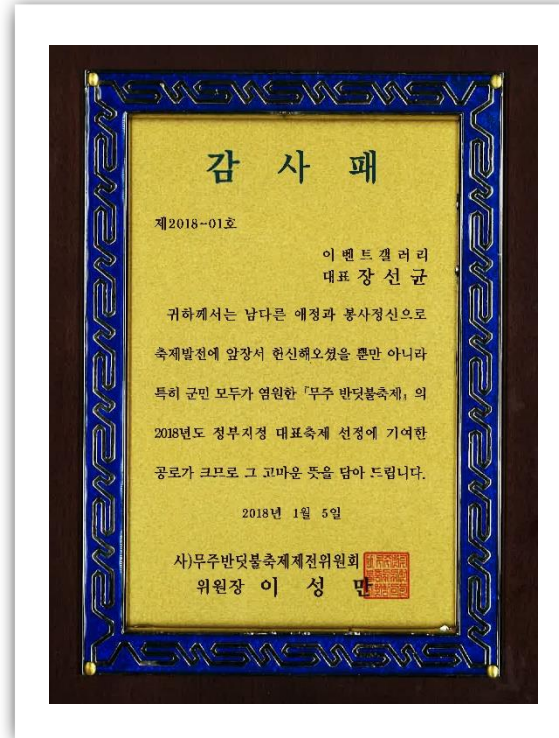 감 사 패
제2018-01호
이벤트갤러리
대표 장선균
귀하께서는 남다른 애정과 봉사정신으로
축제발전에 앞장서 헌신해오셨을 뿐만 아니라
특히 군민 모두가 염원한 「무주 반딧불축제」의
2018년도 정부지정 대표축제 선정에 기여한
공로가 크므로 그 고마운 뜻을 담아 드립니다.
2018년 1월 5일
사)무주반딧불축제제전위원회
위원장 이 성 만